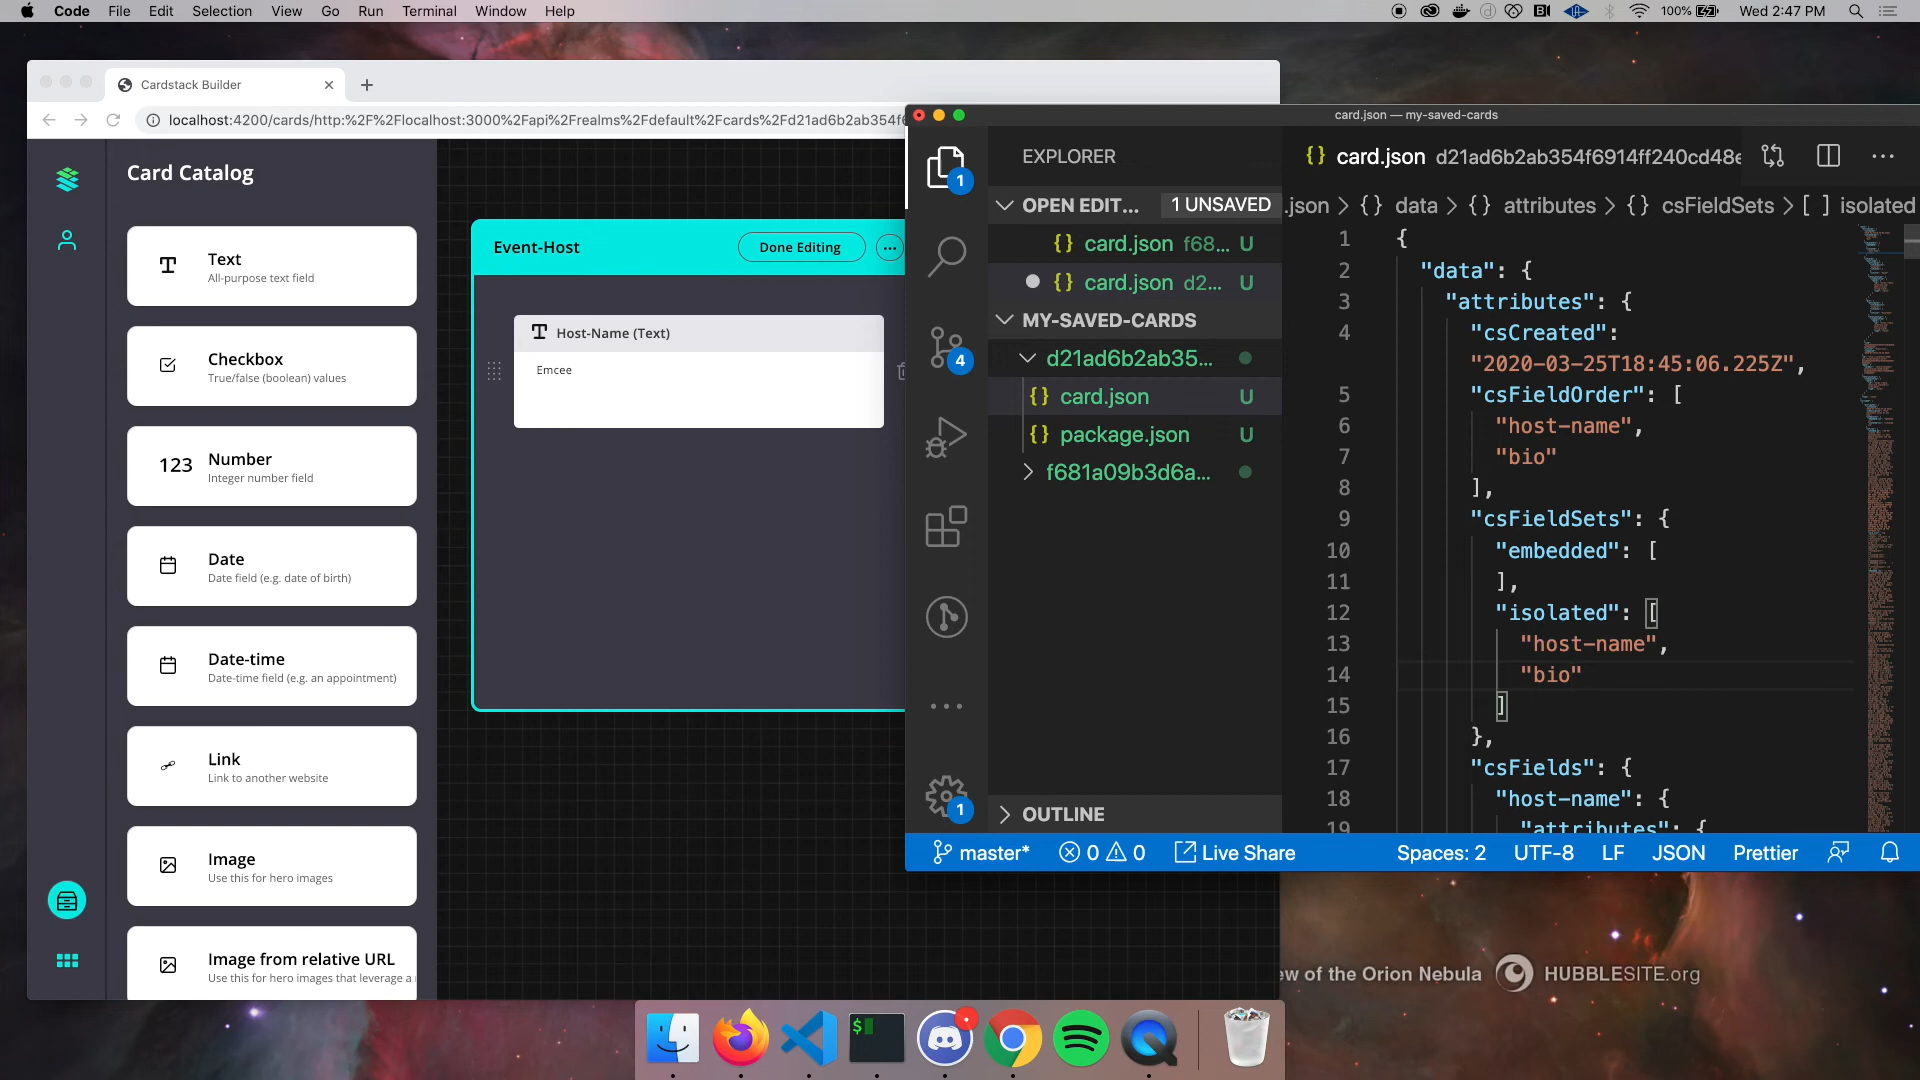 Code File Edit Selection View Go Run Terminal Window Help
100% Wed 2:47 PM
Cardstack Builder
localhost:4200/cards/http:%2F%2Flocalhost:3000%2Fapi%2Frealms%2Fdefault%2Fcards%2Fd21ad6b2ab354f6
Card Catalog
Text
All-purpose text field
Checkbox
True/false (boolean) values
123 Number
Integer number field
Date
Date field (e.g. date of birth)
Date-time
Date-time field (e.g. an appointment)
Link
Link to another website
Image
Use this for hero images
Image from relative URL
Use this for hero images that leverage a
Event-Host
Done Editing
Host-Name (Text)
Emcee
card.json — my-saved-cards
EXPLORER
OPEN EDIT... 1 UNSAVED
{} card.json f68... U
{} card.json d2... U
MY-SAVED-CARDS
d21ad6b2ab35...
{} card.json U
{} package.json U
f681a09b3d6a...
OUTLINE
1
4
1
{} card.json d21ad6b2ab354f6914ff240cd48e
.json > {} data > {} attributes > {} csFieldSets > [ ] isolated
1 {
2 "data": {
3 "attributes": {
4 "csCreated":
"2020-03-25T18:45:06.225Z",
5 "csFieldOrder": [
6 "host-name",
7 "bio"
8 ],
9 "csFieldSets": {
10 "embedded": [
11 ],
12 "isolated": [
13 "host-name",
14 "bio"
15 ]
16 },
17 "csFields": {
18 "host-name": {
19 "attributes": {
master* 0 0 Live Share Spaces: 2 UTF-8 LF JSON Prettier
ew of the Orion Nebula HUBBLESITE.org
$